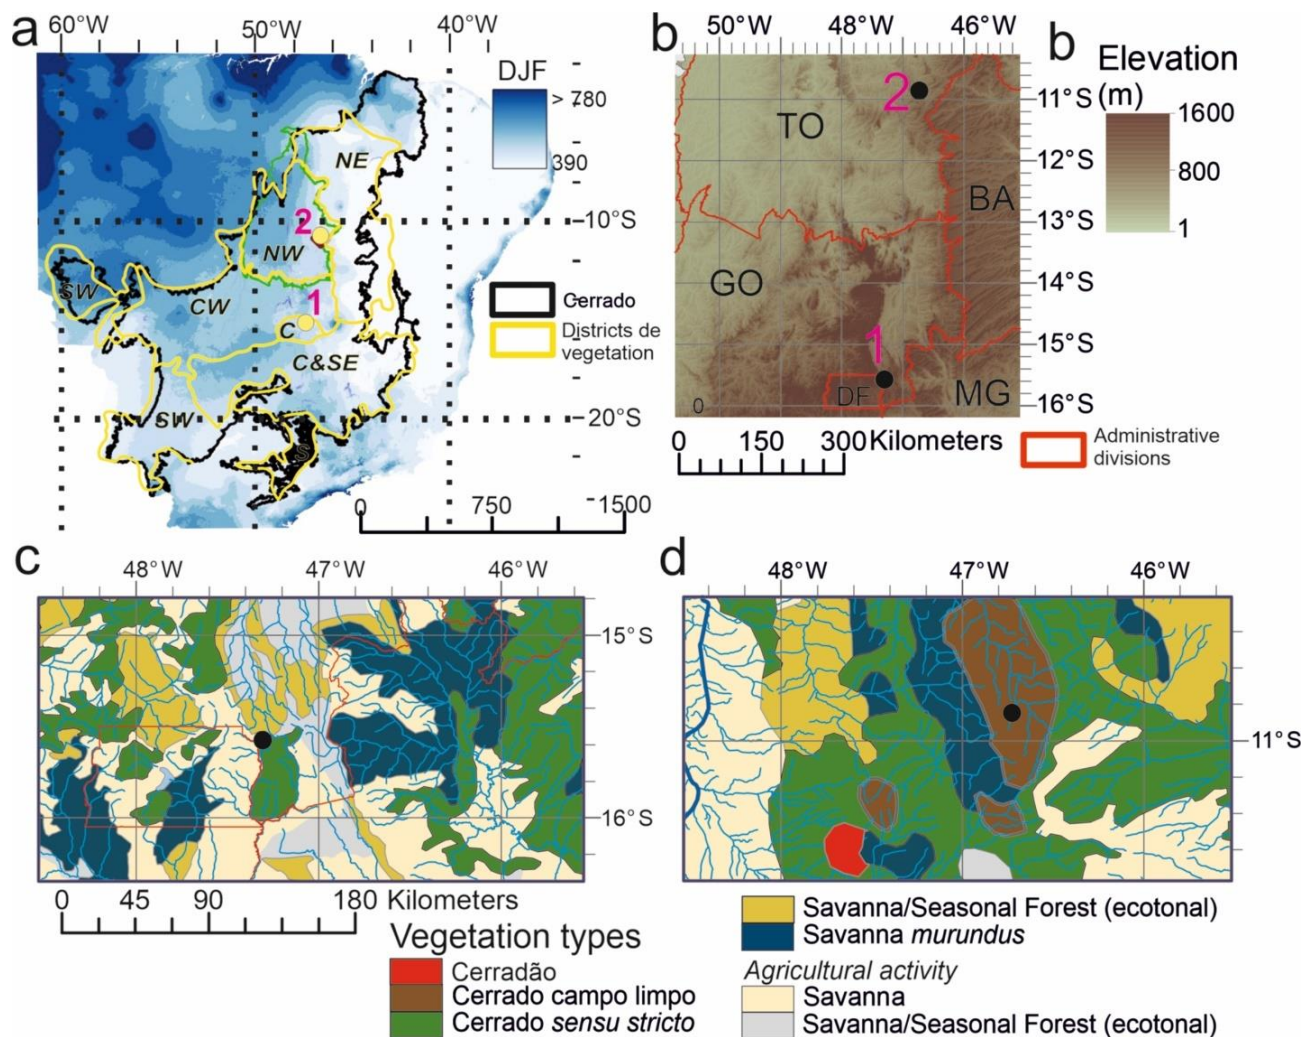 a
60°W 50°W 40°W
DJF
> 780
390
NE
2
NW
SW
CW
1
C
C&SE
SW
S
10°S
20°S
Cerrado
Districts de
vegetation
0 750 1500
b
50°W 48°W 46°W
2
TO
BA
GO
1
DF
MG
0
11°S
12°S
13°S
14°S
15°S
16°S
0 150 300 Kilometers
b Elevation
(m)
1600
800
1
Administrative
divisions
c
48°W 47°W 46°W
15°S
16°S
0 45 90 180 Kilometers
d
48°W 47°W 46°W
11°S
Vegetation types
Cerradão
Cerrado campo limpo
Cerrado sensu stricto
Savanna/Seasonal Forest (ecotonal)
Savanna murundus
Agricultural activity
Savanna
Savanna/Seasonal Forest (ecotonal)